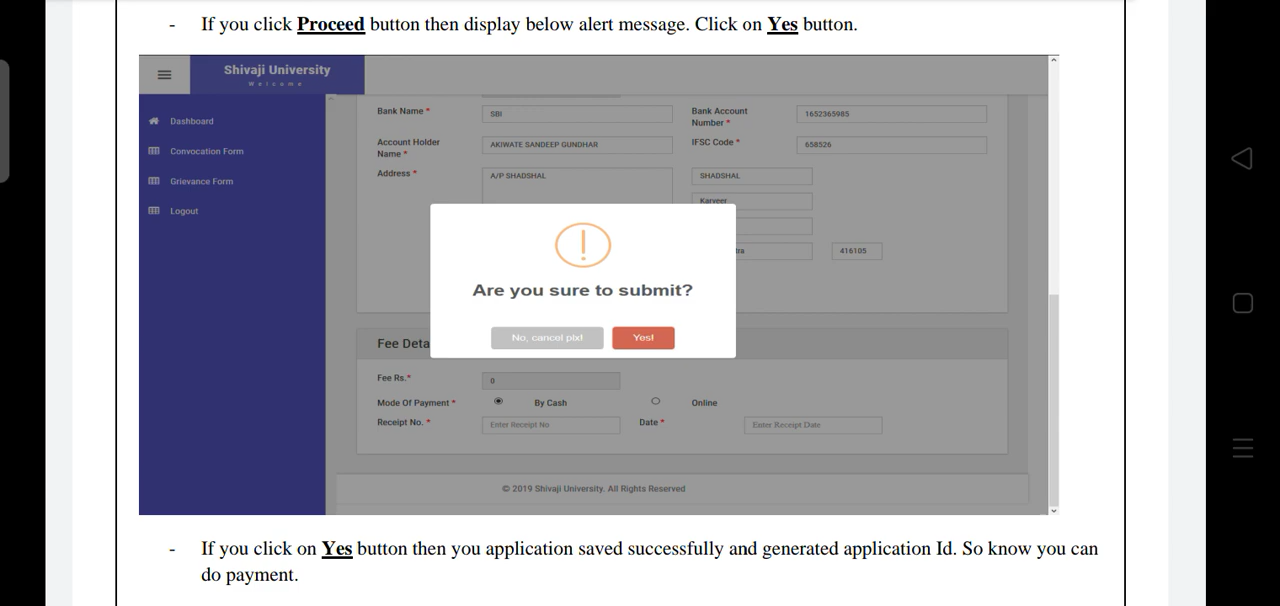 - If you click Proceed button then display below alert message. Click on Yes button.
Shivaji University
Welcome
Dashboard
Convocation Form
Grievance Form
Logout
Bank Name * SBI Bank Account Number * 1652365985
Account Holder Name * AKIWATE SANDEEP GUNDHAR IFSC Code * 658526
Address * A/P SHADSHAL SHADSHAL
Karveer
tra 416105
Are you sure to submit?
No, cancel plx! Yes!
Fee Deta
Fee Rs.* 0
Mode Of Payment * By Cash Online
Receipt No. * Enter Receipt No Date * Enter Receipt Date
© 2019 Shivaji University. All Rights Reserved
- If you click on Yes button then you application saved successfully and generated application Id. So know you can
do payment.